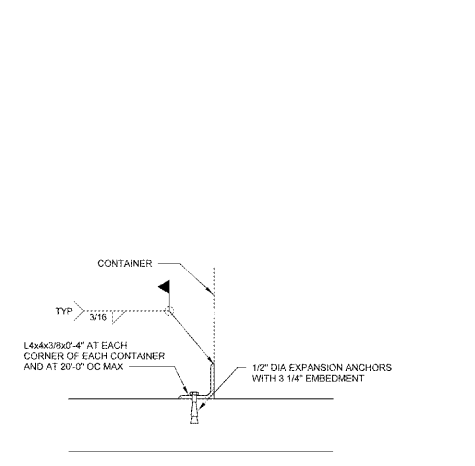 CONTAINER
TYP
3/16
L4x4x3/8x0'-4" AT EACH
CORNER OF EACH CONTAINER
AND AT 20'-0" OC MAX
1/2" DIA EXPANSION ANCHORS
WITH 3 1/4" EMBEDMENT